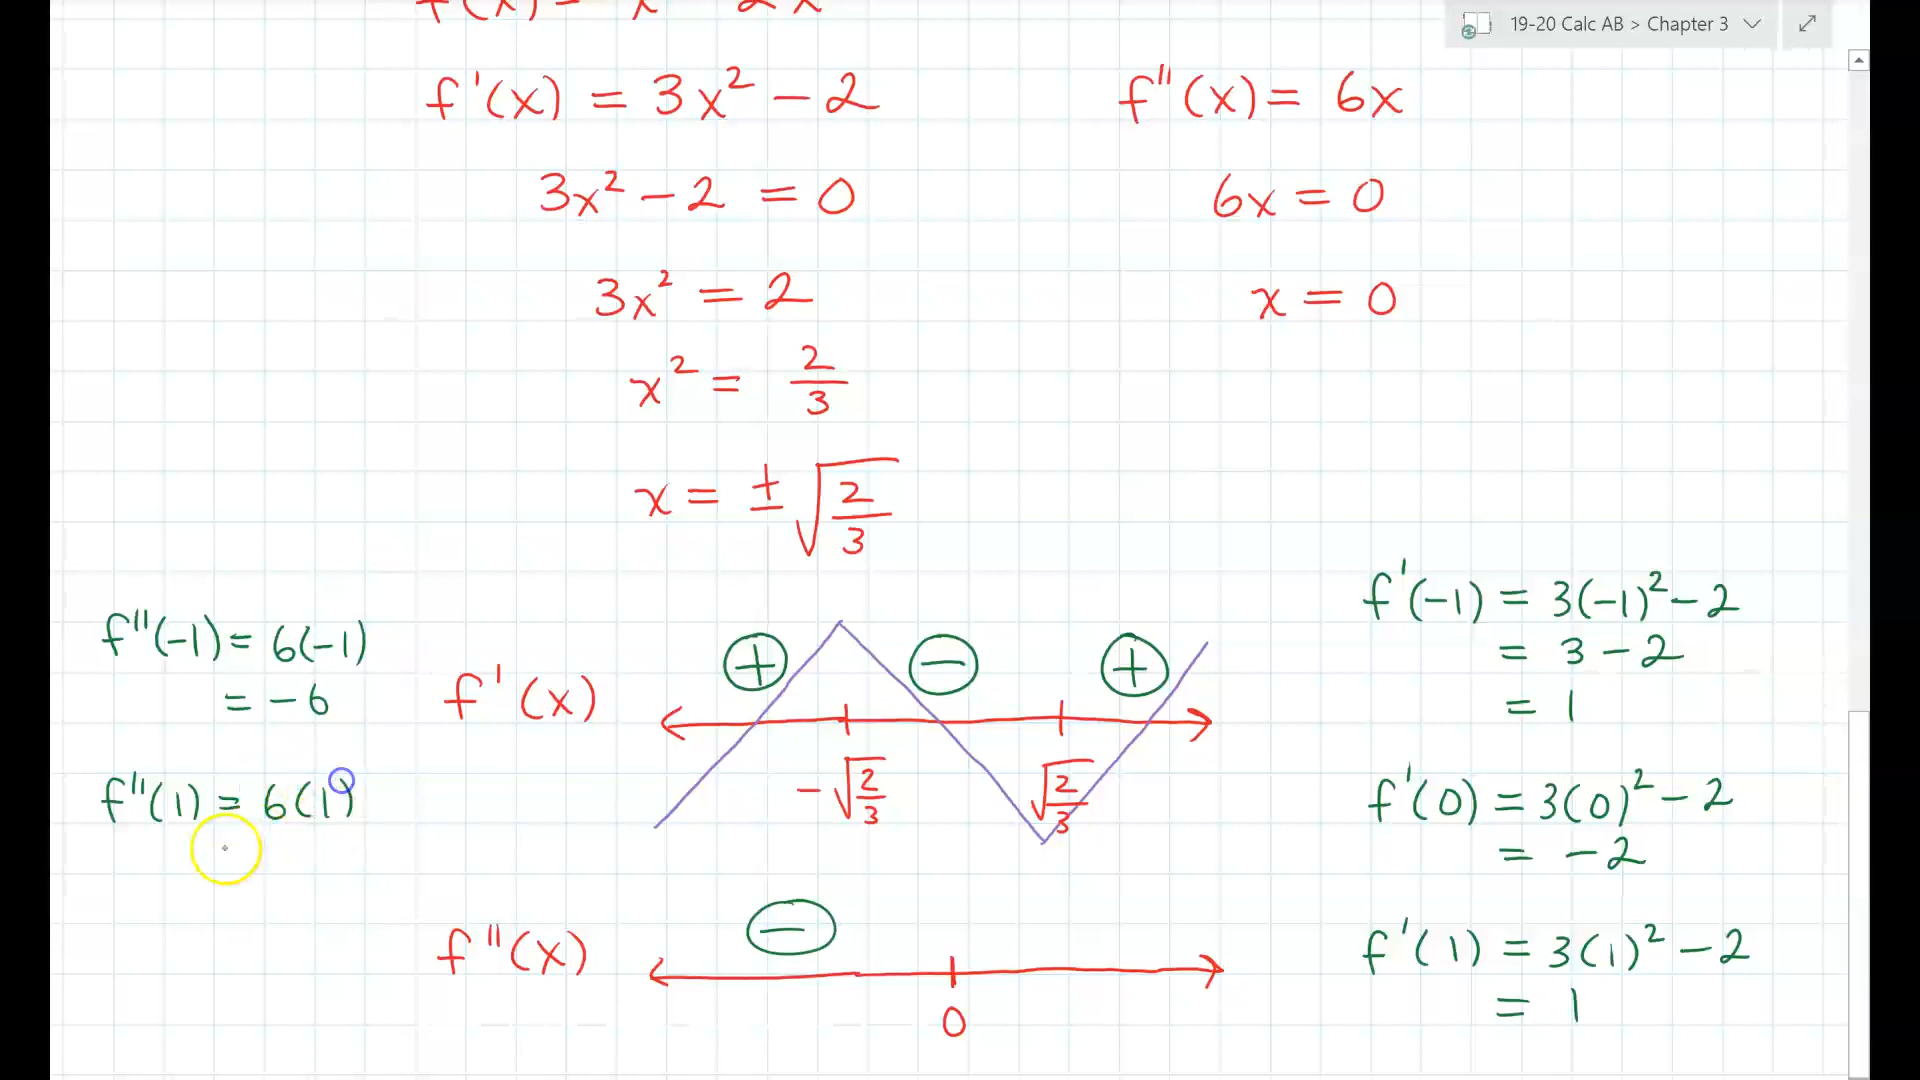 19-20 Calc AB > Chapter 3
f'(x) = 3x² - 2
f''(x) = 6x
3x² - 2 = 0
6x = 0
3x² = 2
x = 0
x² = 2/3
x = ± √(2/3)
f''(-1) = 6(-1)
= -6
f''(1) = 6(1)
f'(x)
+ − +
-√(2/3) √(2/3)
f''(x)
−
0
f'(-1) = 3(-1)² - 2
= 3 - 2
= 1
f'(0) = 3(0)² - 2
= -2
f'(1) = 3(1)² - 2
= 1